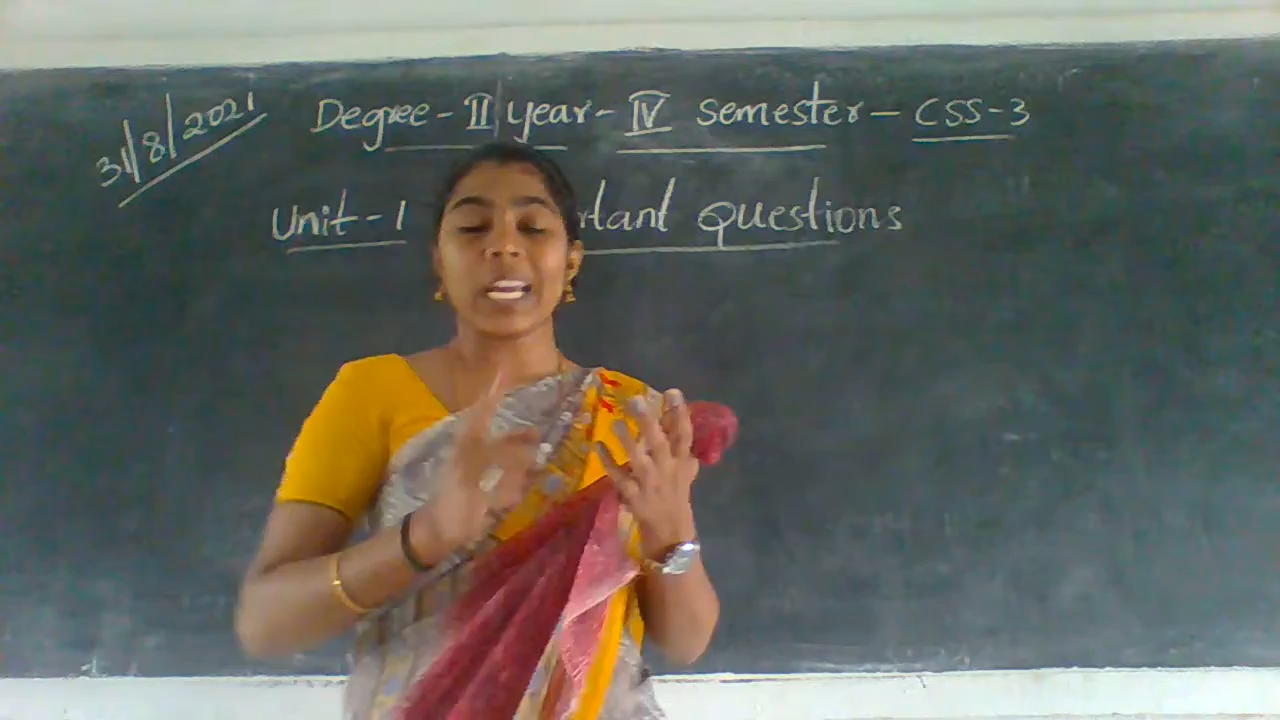 31/8/2021
Degree - II year - IV Semester - CSS-3
Unit - 1 rtant Questions